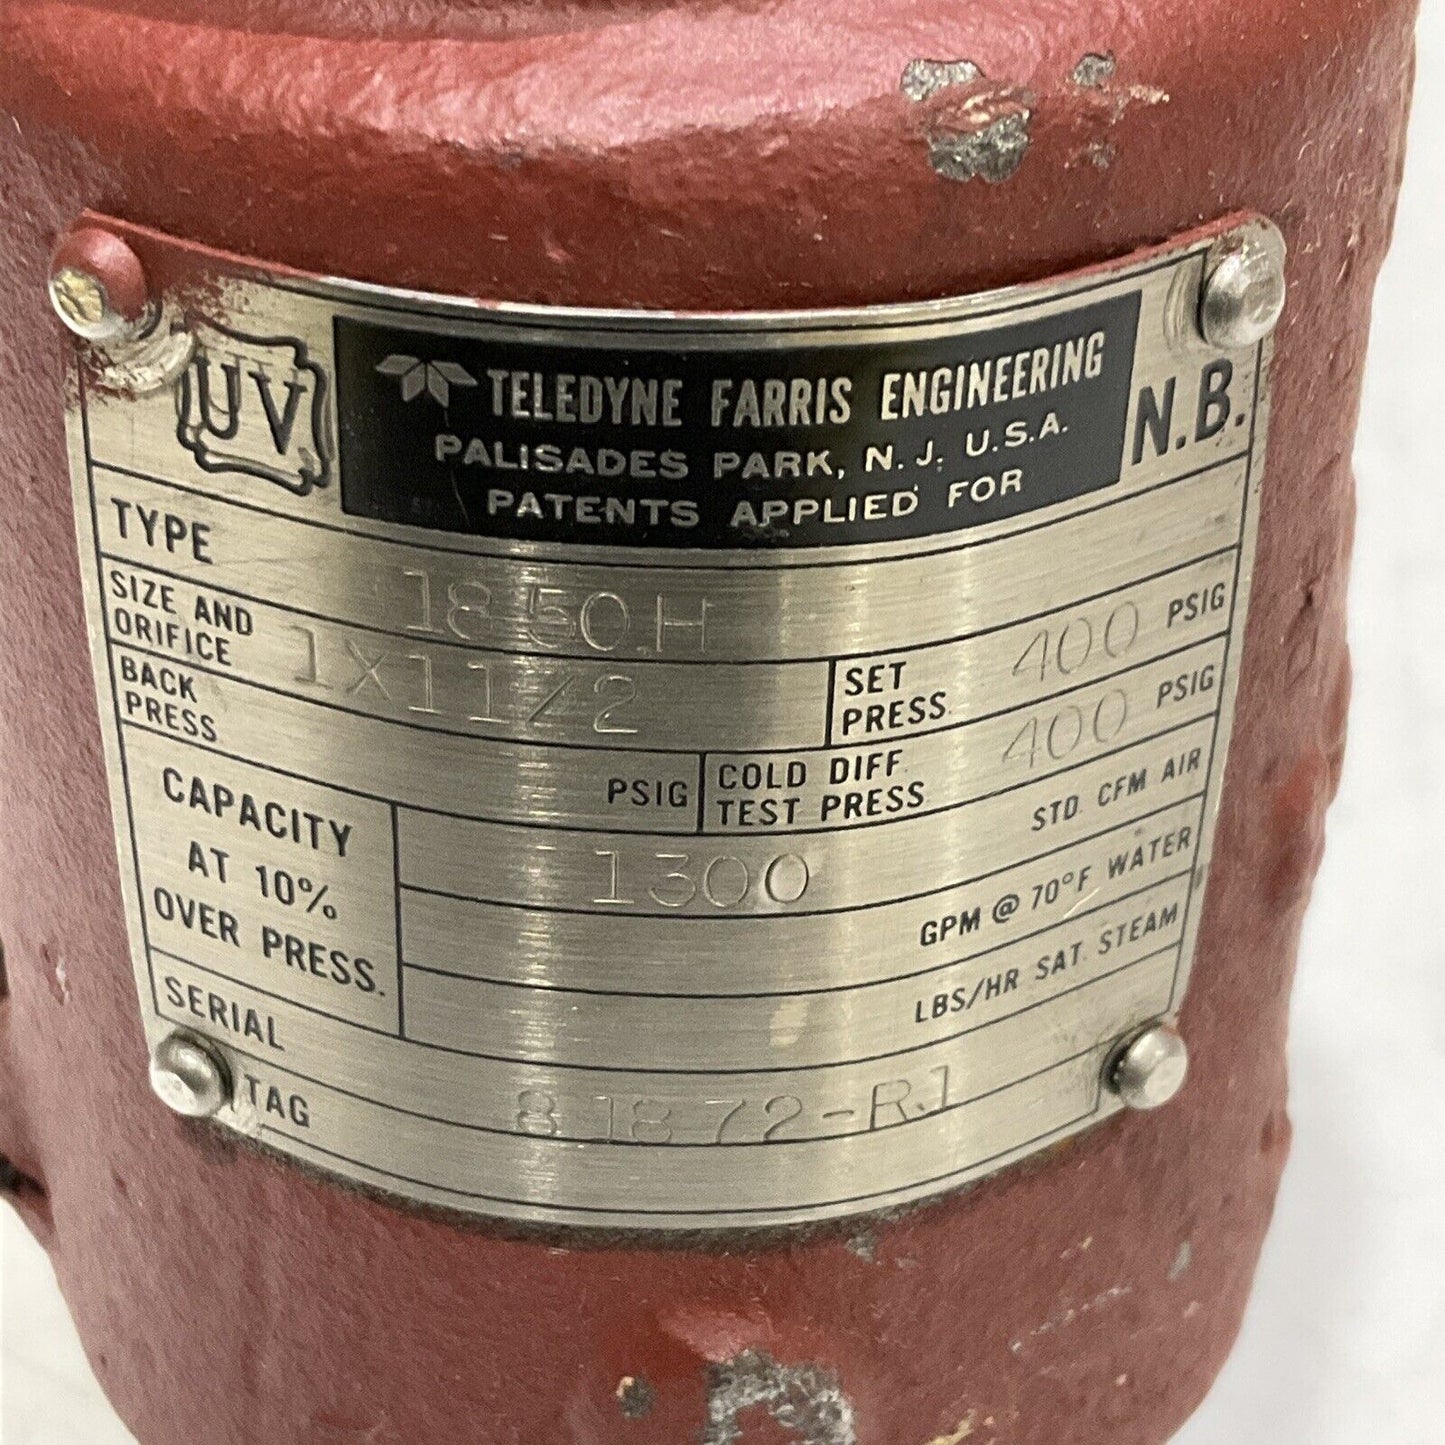 UV
TELEDYNE FARRIS ENGINEERING
PALISADES PARK, N.J. U.S.A.
PATENTS APPLIED FOR
N.B.
TYPE 1850H
SIZE AND
ORIFICE 1X11/2
SET
PRESS. 400 PSIG
BACK
PRESS. PSIG
COLD DIFF.
TEST PRESS 400 PSIG
CAPACITY
AT 10%
OVER PRESS.
1300 STD. CFM AIR
GPM @ 70°F WATER
LBS/HR SAT. STEAM
SERIAL 81872-R1
TAG